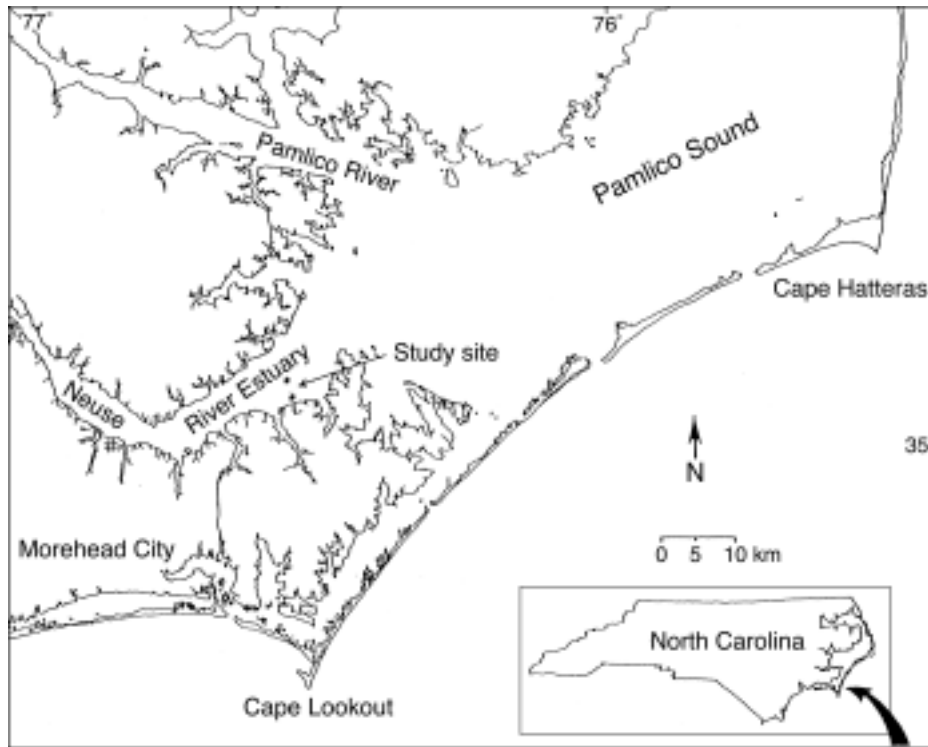 77
76
Pamlico River
Pamlico Sound
Cape Hatteras
Study site
River Estuary
Neuse
35
N
Morehead City
0 5 10 km
North Carolina
Cape Lookout